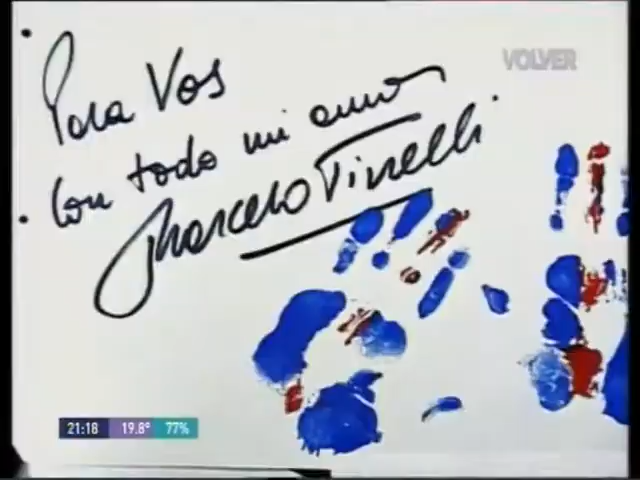 VOLVER
Para Vos
Con todo mi amor
Marcelo Tinelli
21:18 19.8° 77%